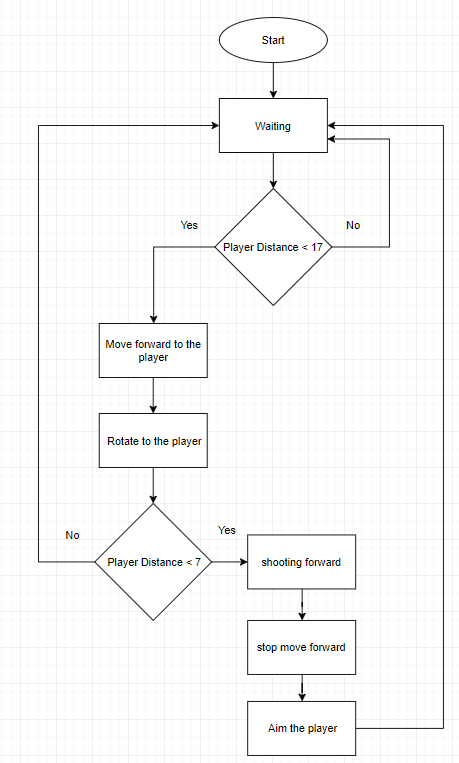 Start
Waiting
Yes
No
Player Distance < 17
Move forward to the
player
Rotate to the player
No
Yes
Player Distance < 7
shooting forward
stop move forward
Aim the player